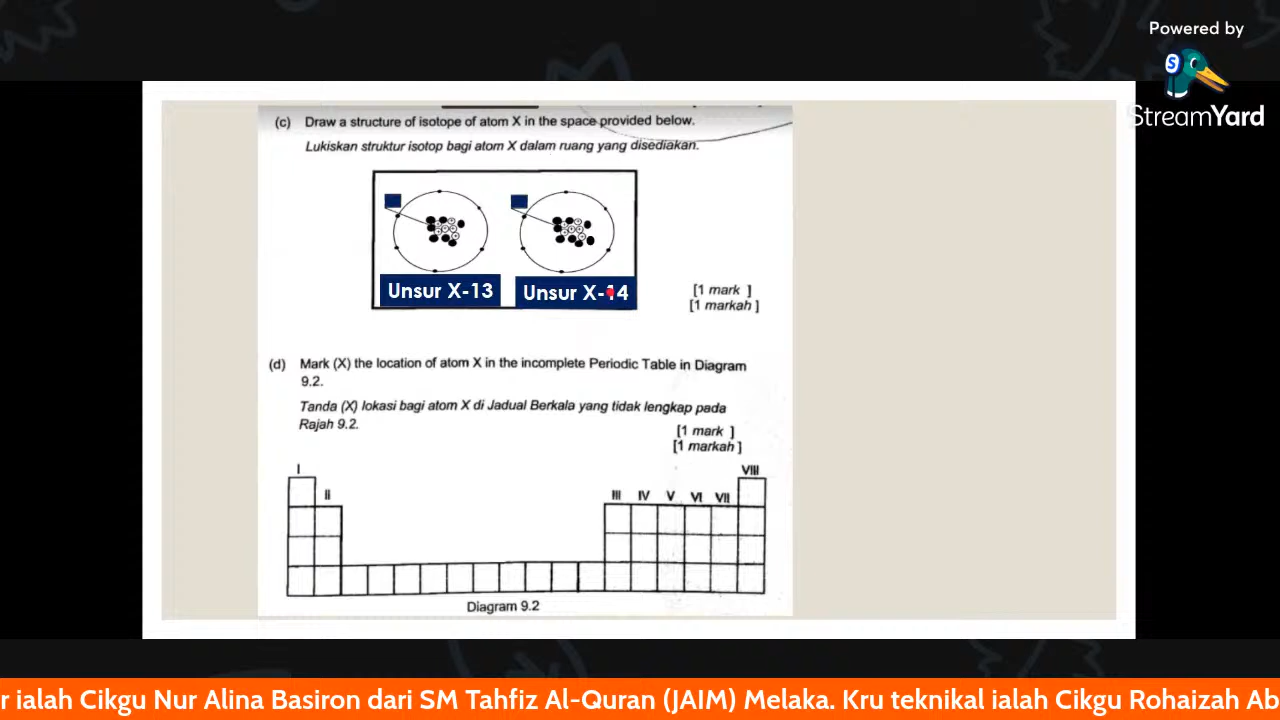 Powered by
StreamYard
(c) Draw a structure of isotope of atom X in the space provided below.
Lukiskan struktur isotop bagi atom X dalam ruang yang disediakan.
Unsur X-13
Unsur X-14
[1 mark ]
[1 markah ]
(d) Mark (X) the location of atom X in the incomplete Periodic Table in Diagram
9.2.
Tanda (X) lokasi bagi atom X di Jadual Berkala yang tidak lengkap pada
Rajah 9.2.
[1 mark ]
[1 markah ]
I
VIII
II
III IV V VI VII
Diagram 9.2
r ialah Cikgu Nur Alina Basiron dari SM Tahfiz Al-Quran (JAIM) Melaka. Kru teknikal ialah Cikgu Rohaizah Ab